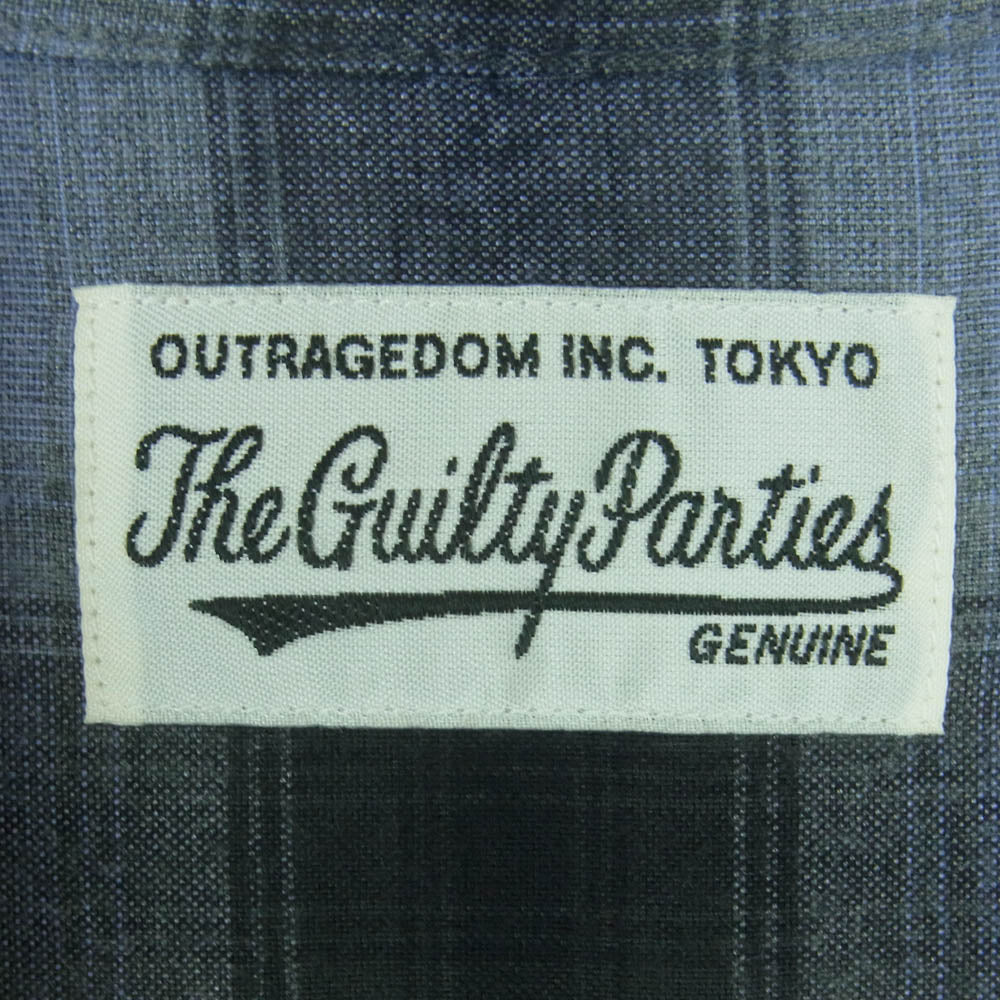 OUTRAGEDOM INC. TOKYO
The Guilty Parties
GENUINE